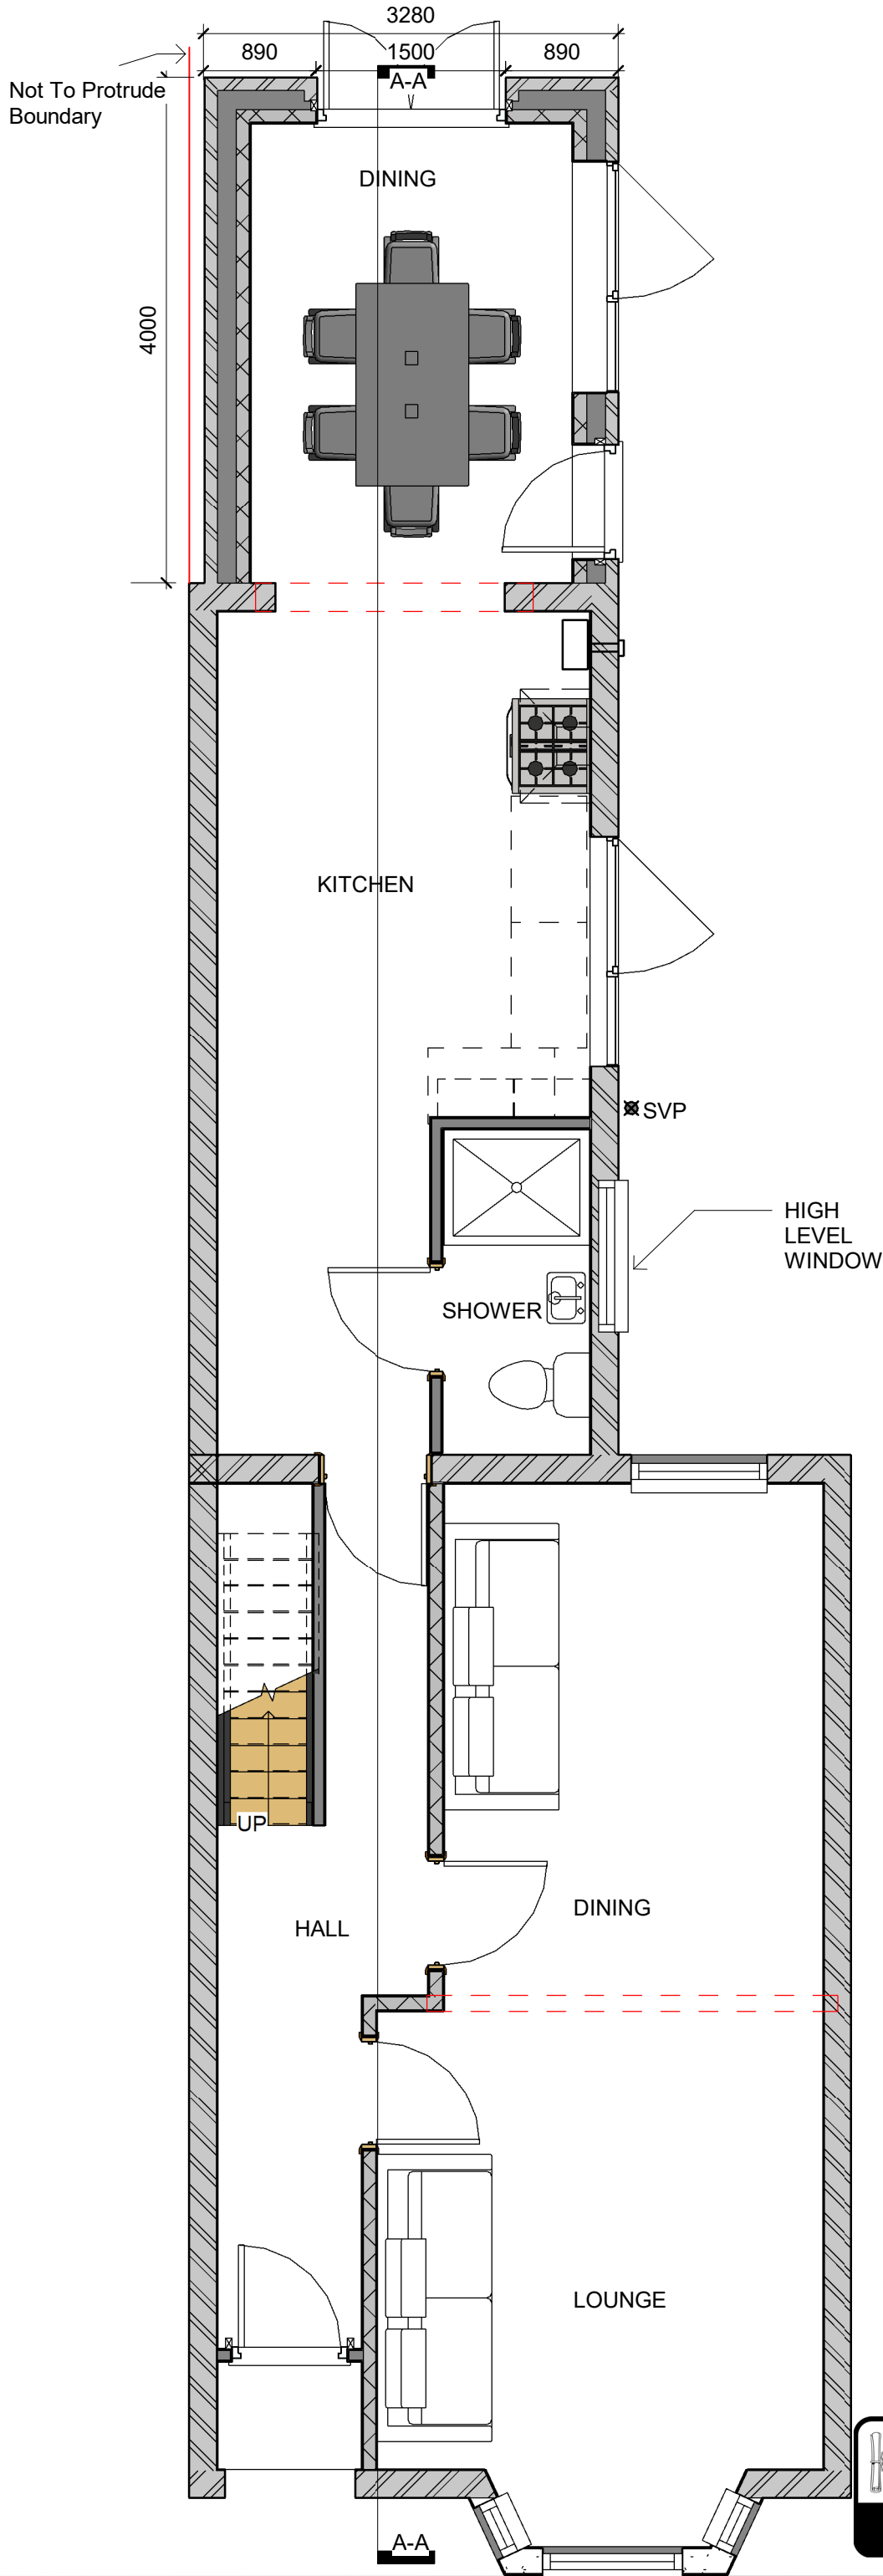 3280
890
1500
890
A-A
Not To Protrude
Boundary
DINING
4000
KITCHEN
SVP
HIGH
LEVEL
WINDOW
SHOWER
UP
DINING
HALL
LOUNGE
A-A